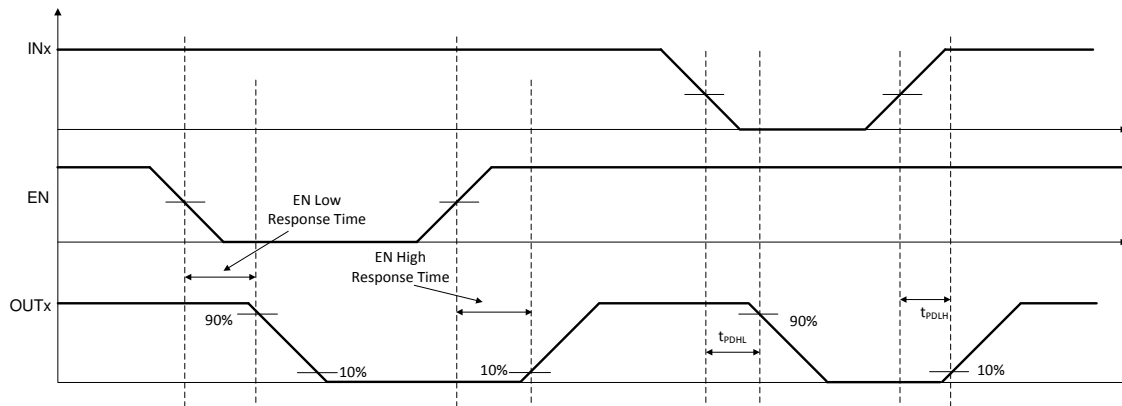 INx
EN
EN Low
Response Time
EN High
Response Time
OUTx
90%
10%
10%
tPDHL
90%
tPDLH
10%